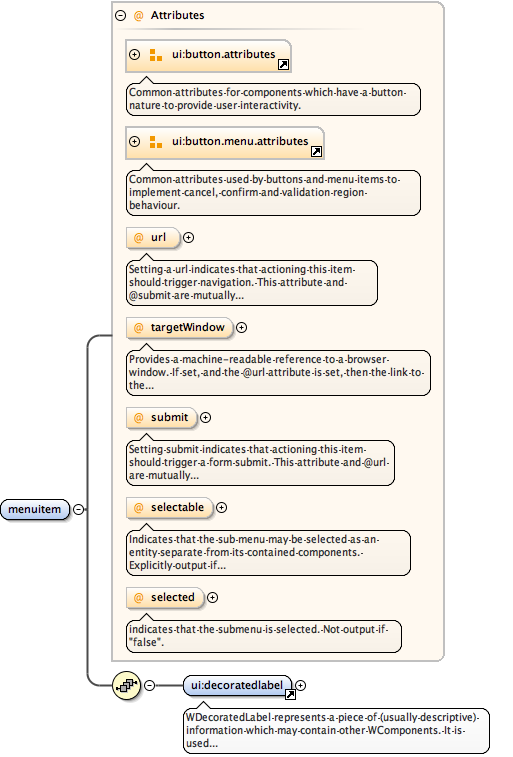 @ Attributes
ui:button.attributes
Common-attributes-for-components-which-have-a-button-
nature-to-provide-user-interactivity.
ui:button.menu.attributes
Common-attributes-used-by-buttons-and-menu-items-to-
implement-cancel,-confirm-and-validation-region-
behaviour.
@ url
Setting-a-url-indicates-that-actioning-this-item-
should-trigger-navigation.-This-attribute-and-
@submit-are-mutually...
@ targetWindow
Provides-a-machine-readable-reference-to-a-browser-
window.-If-set,-and-the-@url-attribute-is-set,-then-the-link-to-
the...
@ submit
Setting-submit-indicates-that-actioning-this-item-
should-trigger-a-form-submit.-This-attribute-and-@url-
are-mutually...
@ selectable
Indicates-that-the-sub-menu-may-be-selected-as-an-
entity-separate-from-its-contained-components.-
Explicitly-output-if...
menuitem
@ selected
indicates-that-the-submenu-is-selected.-Not-output-if-
"false".
ui:decoratedlabel
WDecoratedLabel-represents-a-piece-of-(usually-descriptive)-
information-which-may-contain-other-WComponents.-It-is-
used...